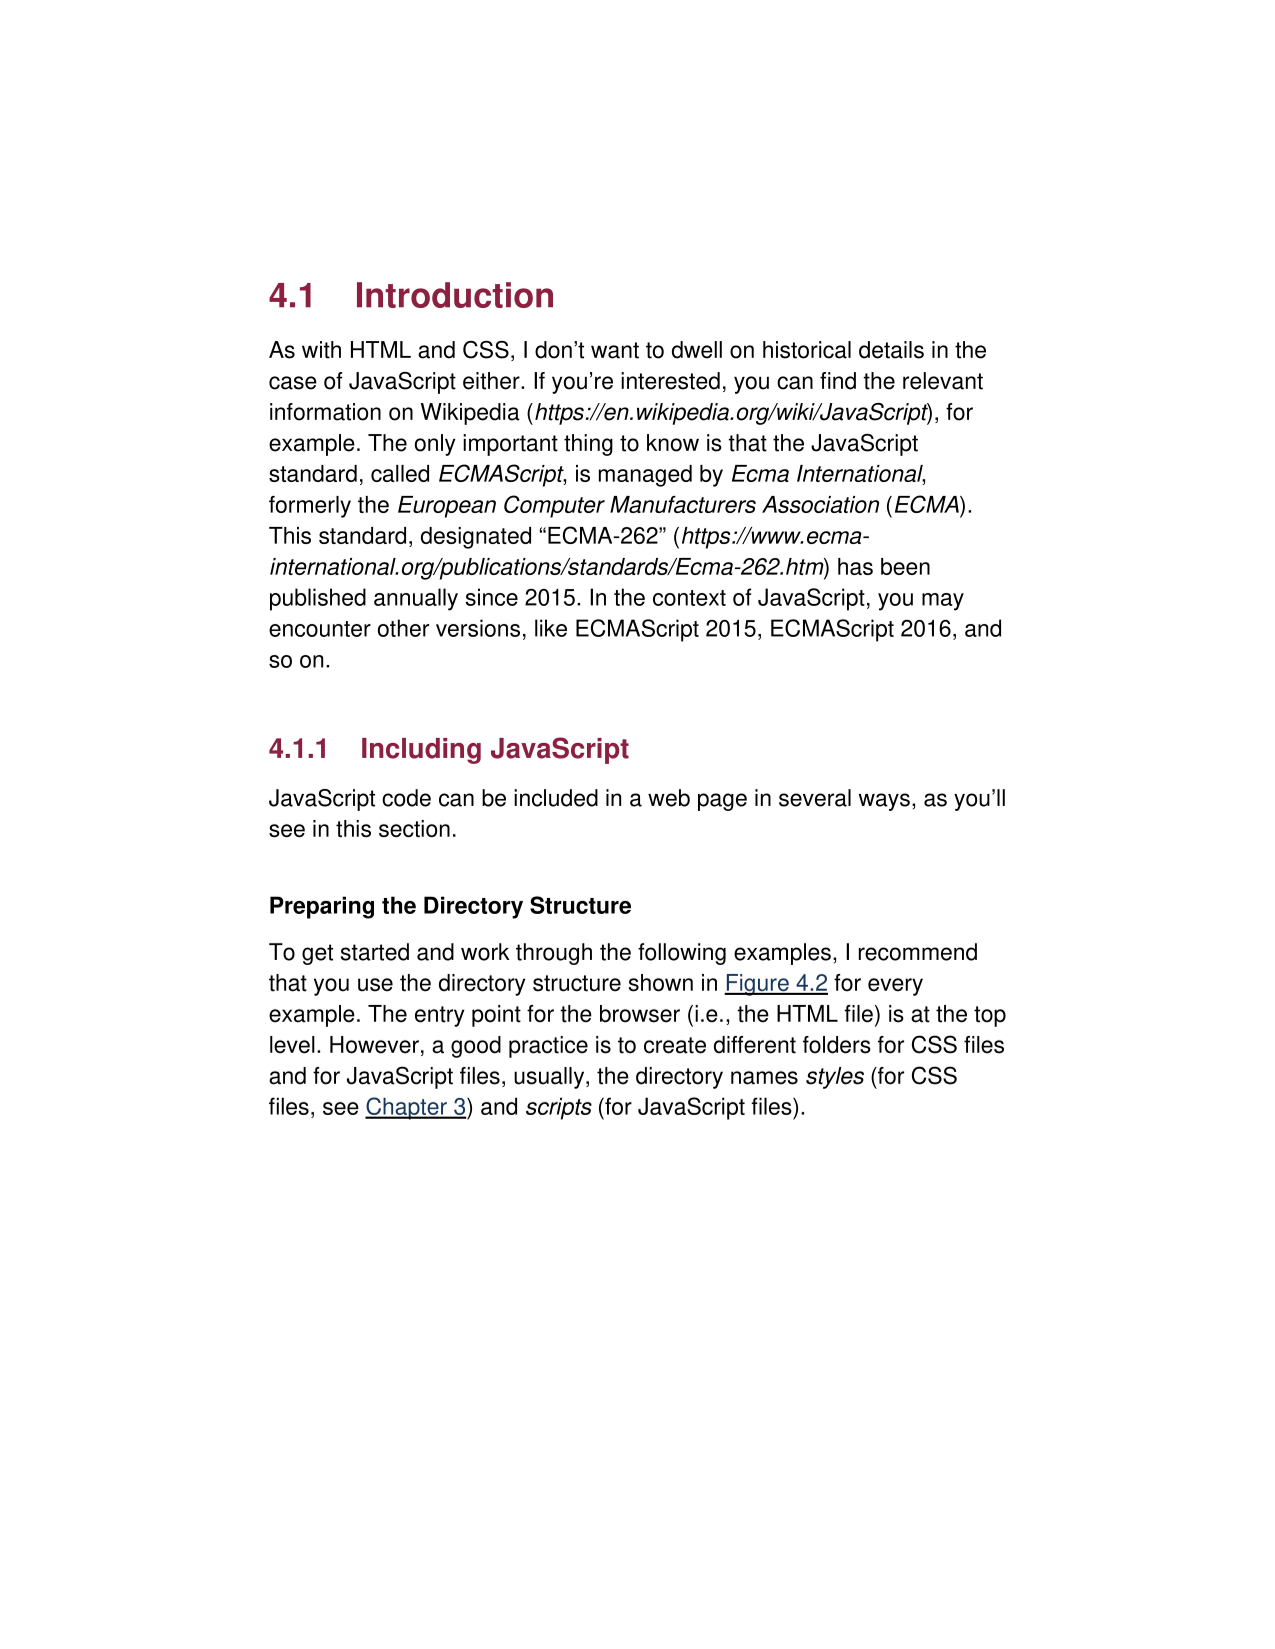 4.1 Introduction
As with HTML and CSS, I don’t want to dwell on historical details in the
case of JavaScript either. If you’re interested, you can find the relevant
information on Wikipedia (https://en.wikipedia.org/wiki/JavaScript), for
example. The only important thing to know is that the JavaScript
standard, called ECMAScript, is managed by Ecma International,
formerly the European Computer Manufacturers Association (ECMA).
This standard, designated “ECMA-262” (https://www.ecma-
international.org/publications/standards/Ecma-262.htm) has been
published annually since 2015. In the context of JavaScript, you may
encounter other versions, like ECMAScript 2015, ECMAScript 2016, and
so on.
4.1.1 Including JavaScript
JavaScript code can be included in a web page in several ways, as you’ll
see in this section.
Preparing the Directory Structure
To get started and work through the following examples, I recommend
that you use the directory structure shown in Figure 4.2 for every
example. The entry point for the browser (i.e., the HTML file) is at the top
level. However, a good practice is to create different folders for CSS files
and for JavaScript files, usually, the directory names styles (for CSS
files, see Chapter 3) and scripts (for JavaScript files).